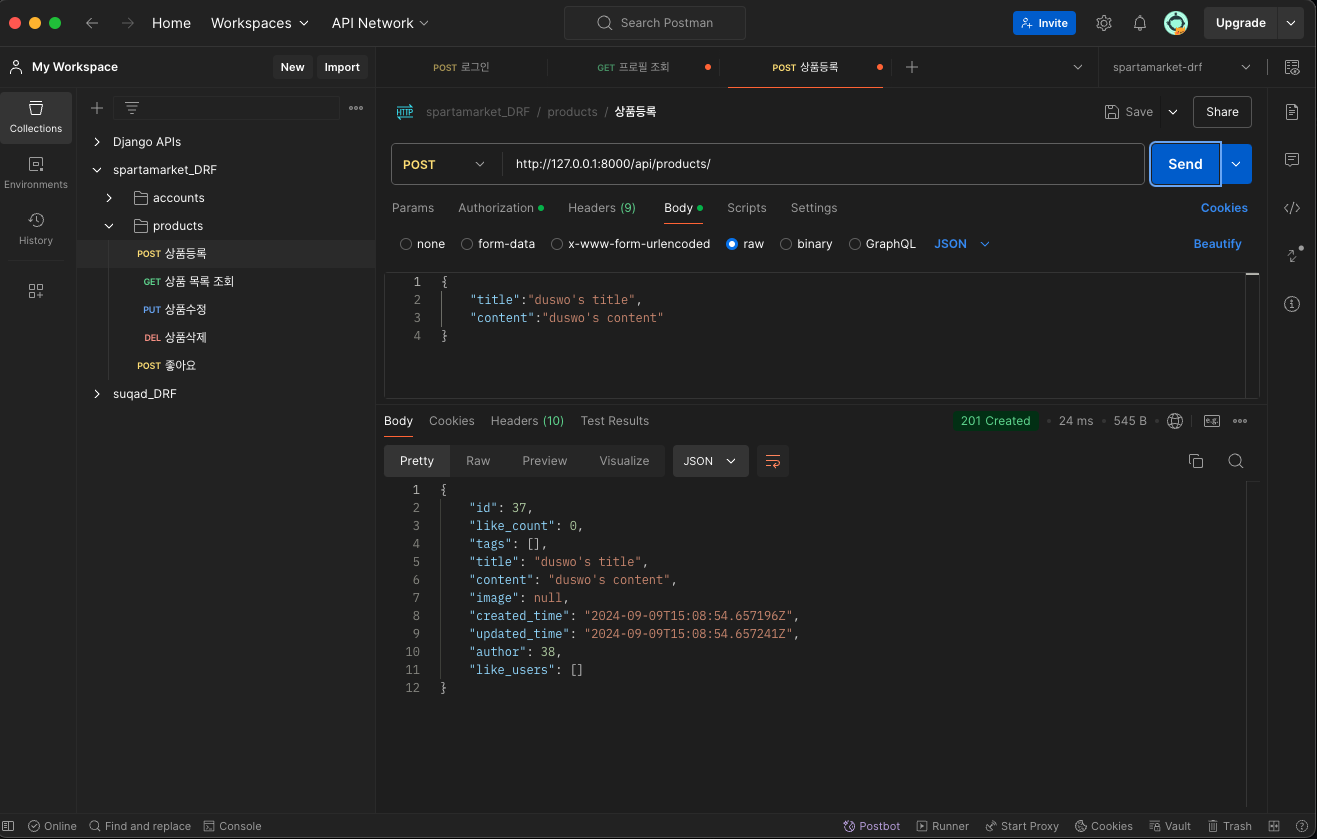 Home Workspaces API Network Search Postman Invite Upgrade
My Workspace New Import POST 로그인 GET 프로필 조회 POST 상품등록 spartamarket-drf
Collections
Environments
History
Django APIs
spartamarket_DRF
accounts
products
POST 상품등록
GET 상품 목록 조회
PUT 상품수정
DEL 상품삭제
POST 좋아요
suqad_DRF
HTTP spartamarket_DRF / products / 상품등록 Save Share
POST http://127.0.0.1:8000/api/products/ Send
Params Authorization Headers (9) Body Scripts Settings Cookies
none form-data x-www-form-urlencoded raw binary GraphQL JSON Beautify
1 {
2 "title":"duswo's title",
3 "content":"duswo's content"
4 }
Body Cookies Headers (10) Test Results 201 Created 24 ms 545 B e.g.
Pretty Raw Preview Visualize JSON
1 {
2 "id": 37,
3 "like_count": 0,
4 "tags": [],
5 "title": "duswo's title",
6 "content": "duswo's content",
7 "image": null,
8 "created_time": "2024-09-09T15:08:54.657196Z",
9 "updated_time": "2024-09-09T15:08:54.657241Z",
10 "author": 38,
11 "like_users": []
12 }
Online Find and replace Console Postbot Runner Start Proxy Cookies Vault Trash